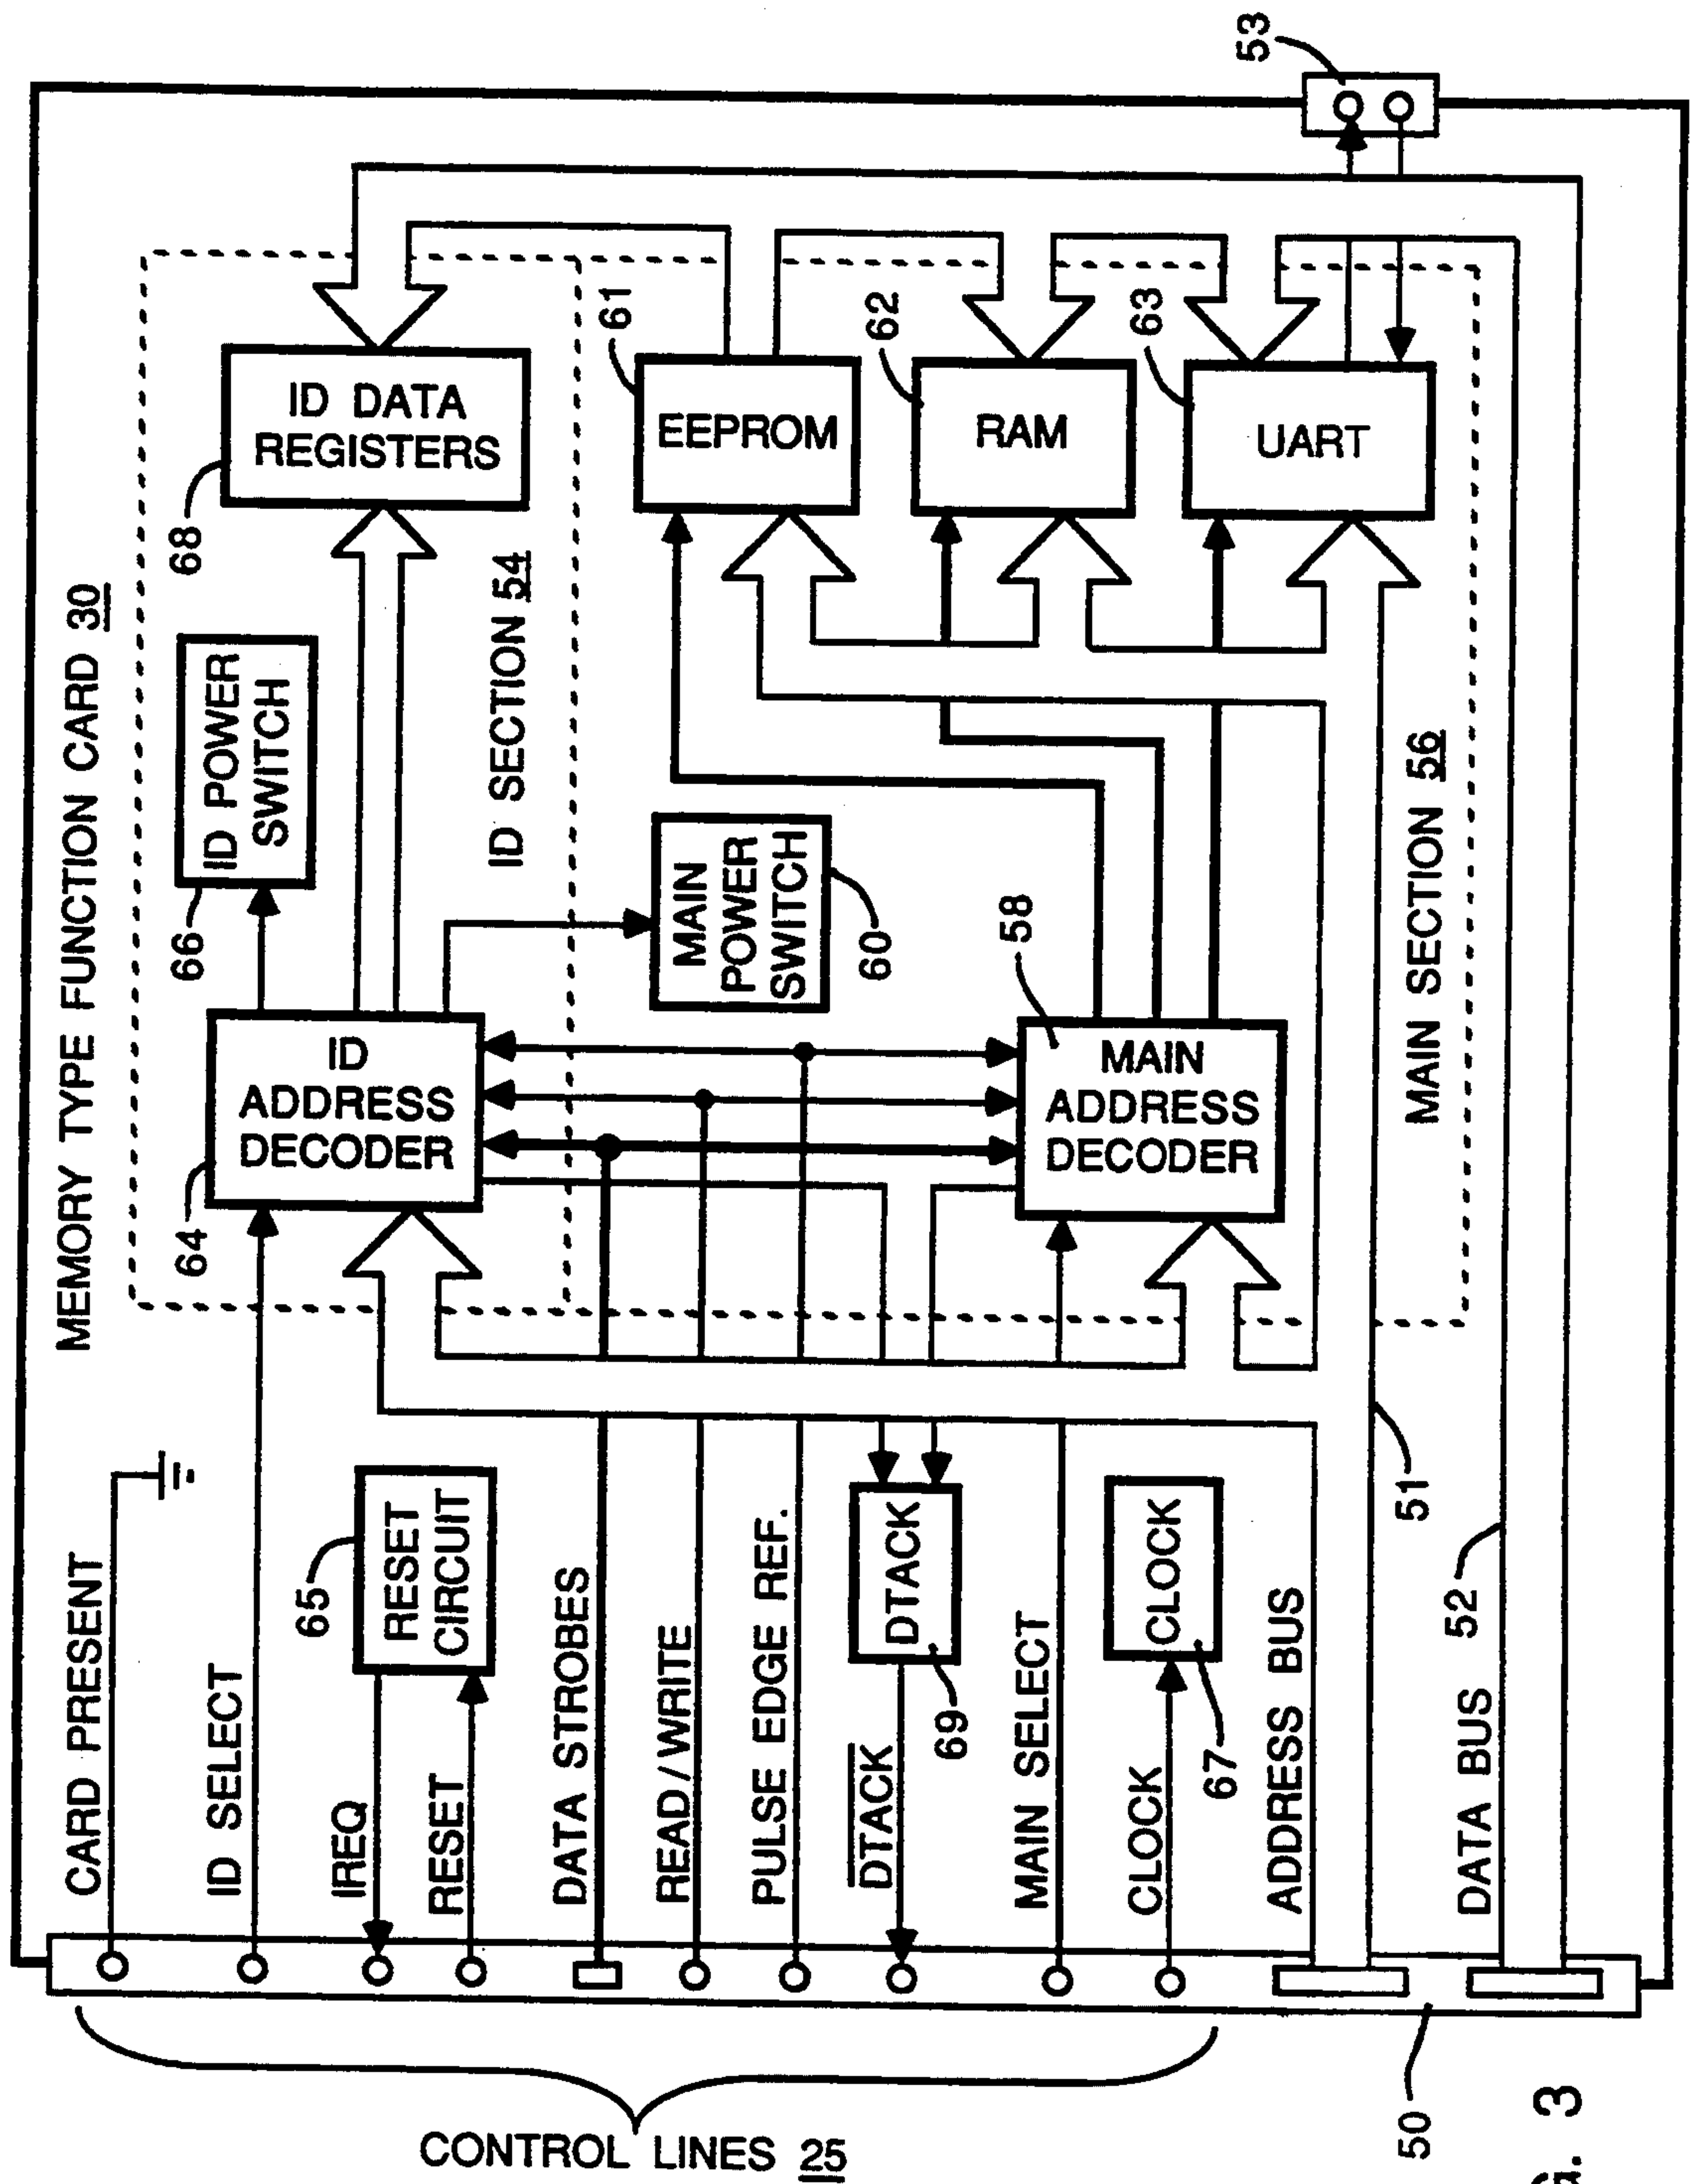 MEMORY TYPE FUNCTION CARD 30
CARD PRESENT
ID SELECT
IREQ
RESET
65
RESET
CIRCUIT
DATA STROBES
READ/WRITE
PULSE EDGE REF.
DTACK
DTACK
69
MAIN SELECT
CLOCK
CLOCK
67
ADDRESS BUS
51
DATA BUS
52
50
CONTROL LINES 25
64
ID
ADDRESS
DECODER
66
ID POWER
SWITCH
68
ID DATA
REGISTERS
ID SECTION 54
MAIN
POWER
SWITCH
60
58
MAIN
ADDRESS
DECODER
61
EEPROM
62
RAM
63
UART
MAIN SECTION 56
53
3